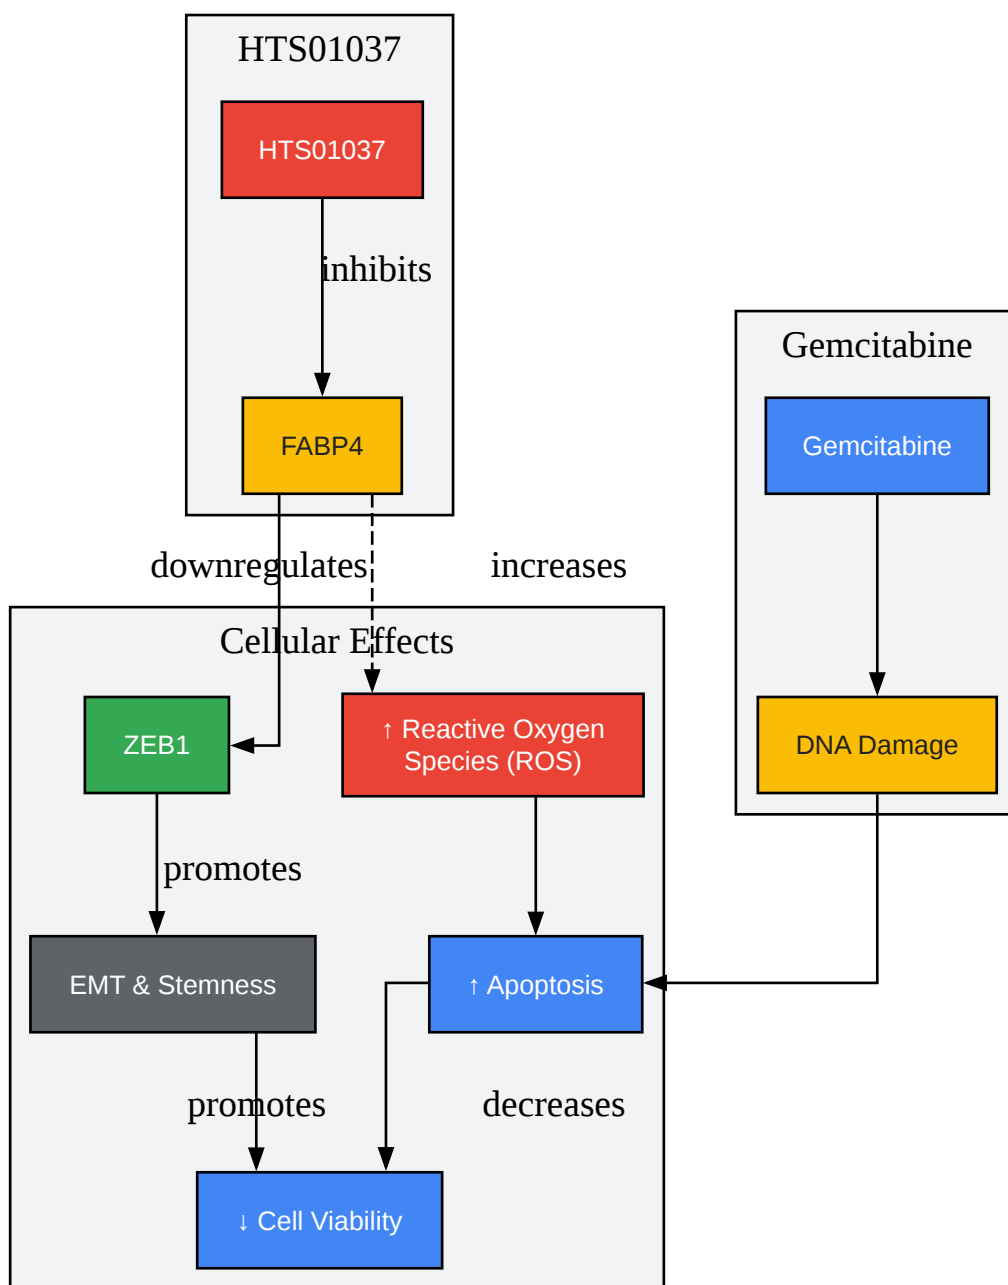 HTS01037
HTS01037
inhibits
Gemcitabine
FABP4
Gemcitabine
downregulates
increases
Cellular Effects
ZEB1
↑ Reactive Oxygen
Species (ROS)
DNA Damage
promotes
EMT & Stemness
↑ Apoptosis
promotes
decreases
↓ Cell Viability